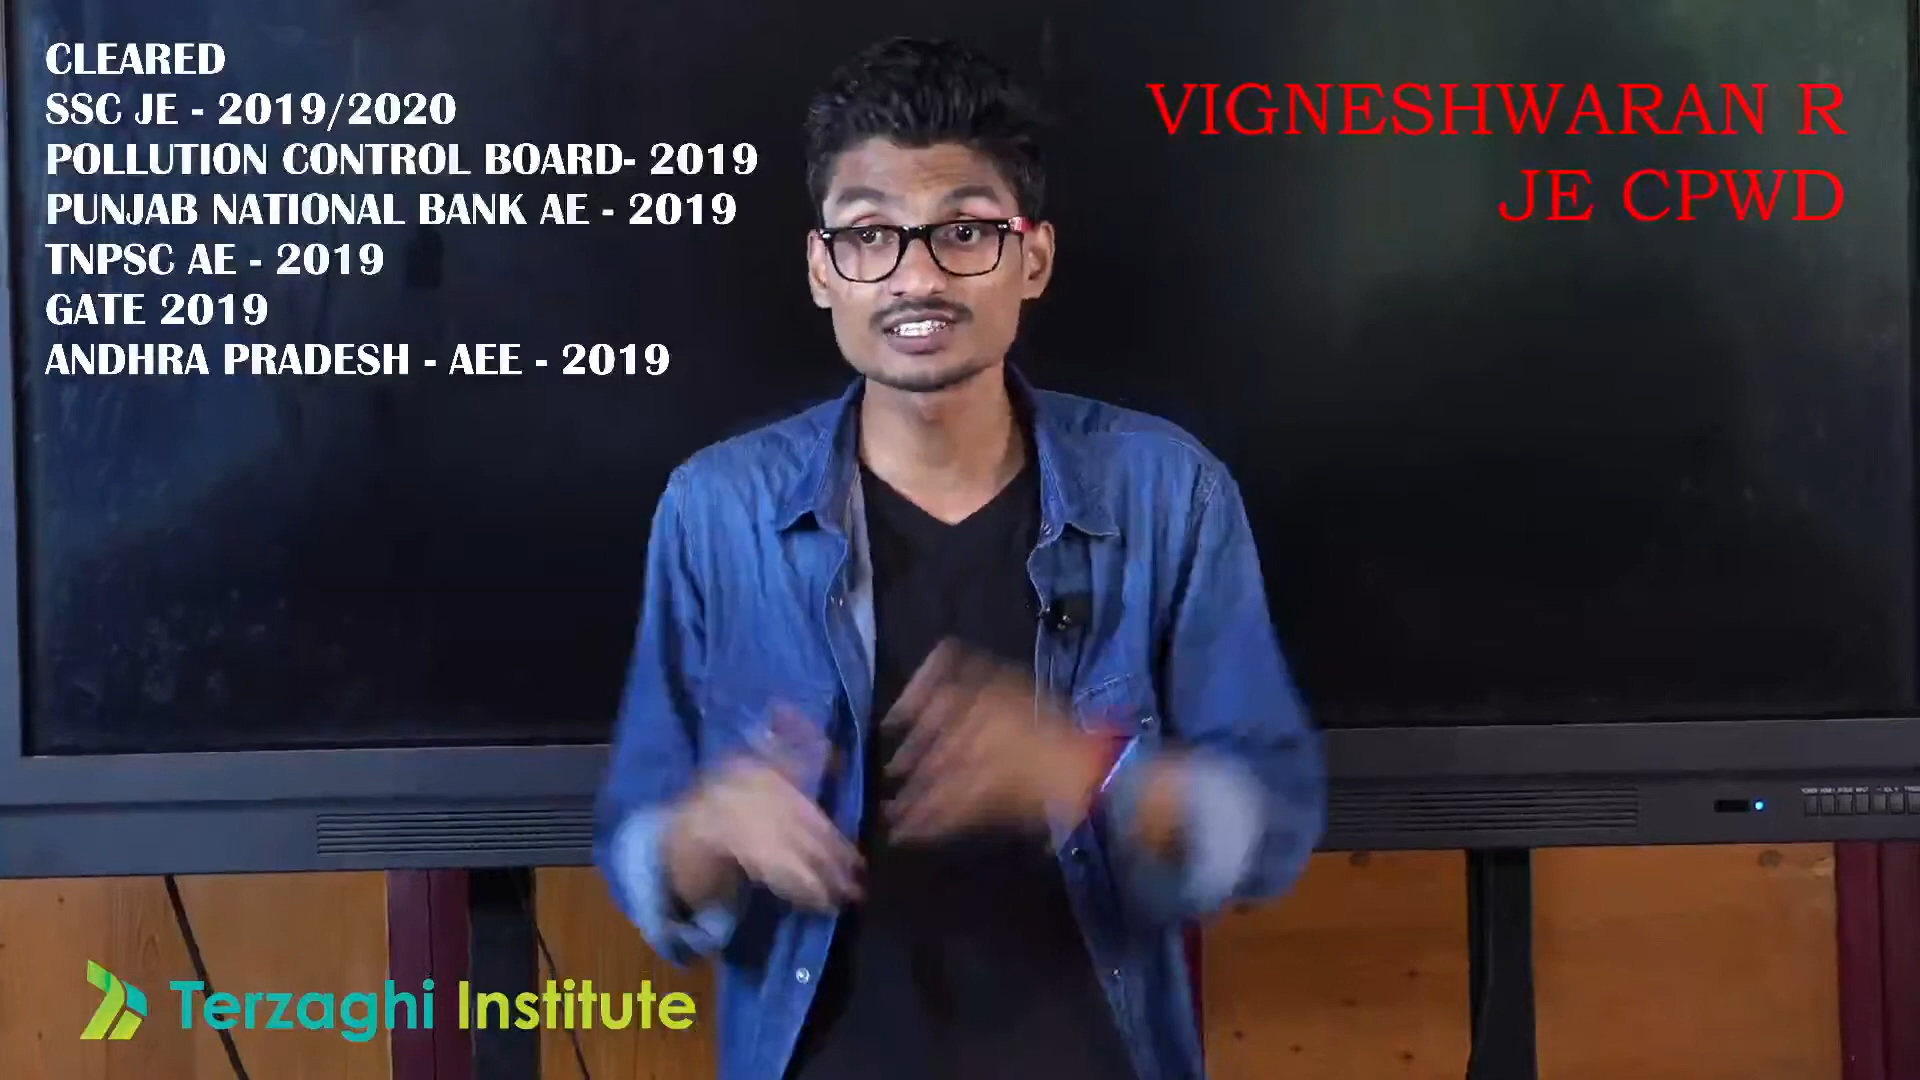 CLEARED
SSC JE - 2019/2020
POLLUTION CONTROL BOARD- 2019
PUNJAB NATIONAL BANK AE - 2019
TNPSC AE - 2019
GATE 2019
ANDHRA PRADESH - AEE - 2019
VIGNESHWARAN R
JE CPWD
Terzaghi Institute